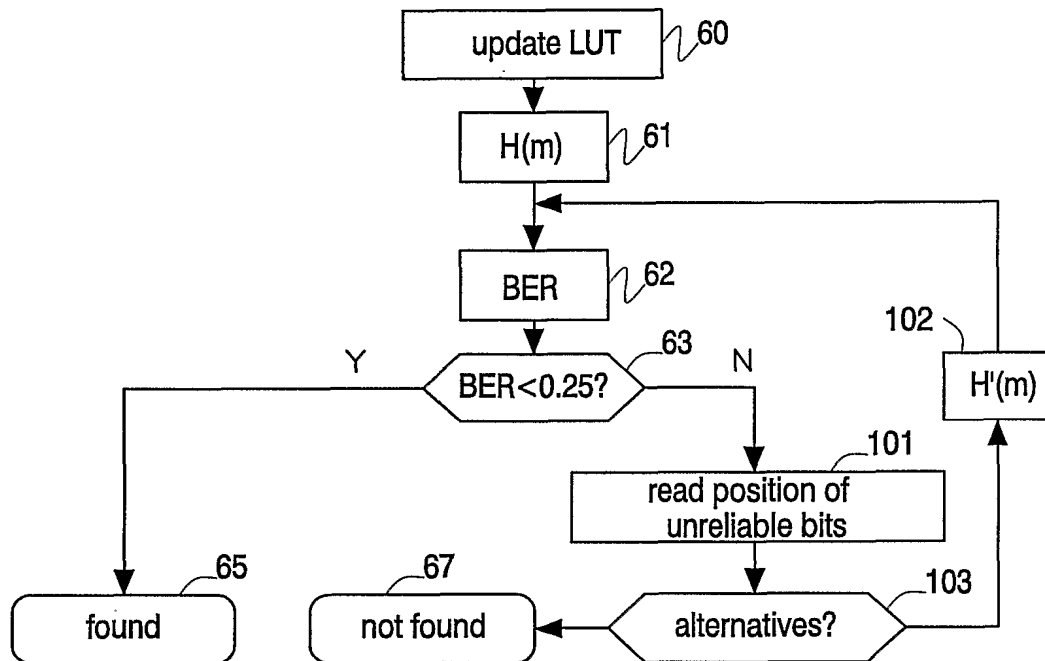 update LUT
60
H(m)
61
BER
62
102
Y
BER<0.25?
63
N
H'(m)
101
read position of
unreliable bits
65
found
67
not found
alternatives?
103